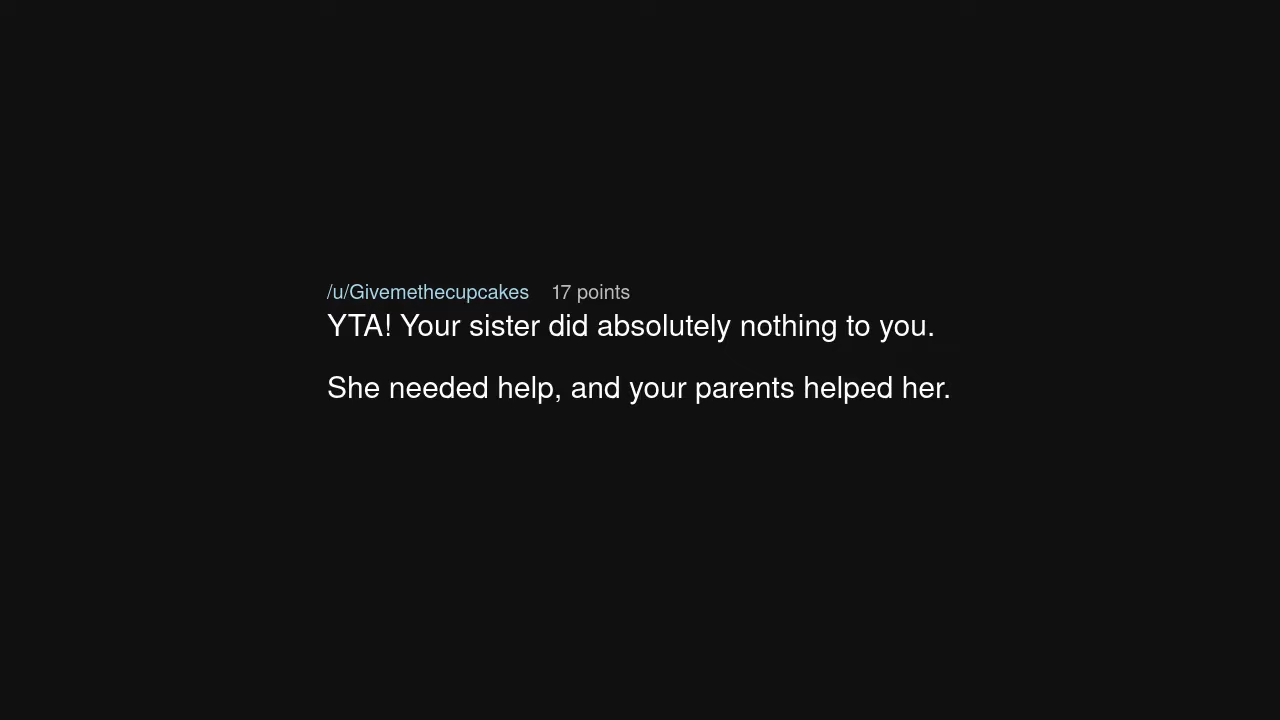 /u/Givemethecupcakes 17 points
YTA! Your sister did absolutely nothing to you.
She needed help, and your parents helped her.